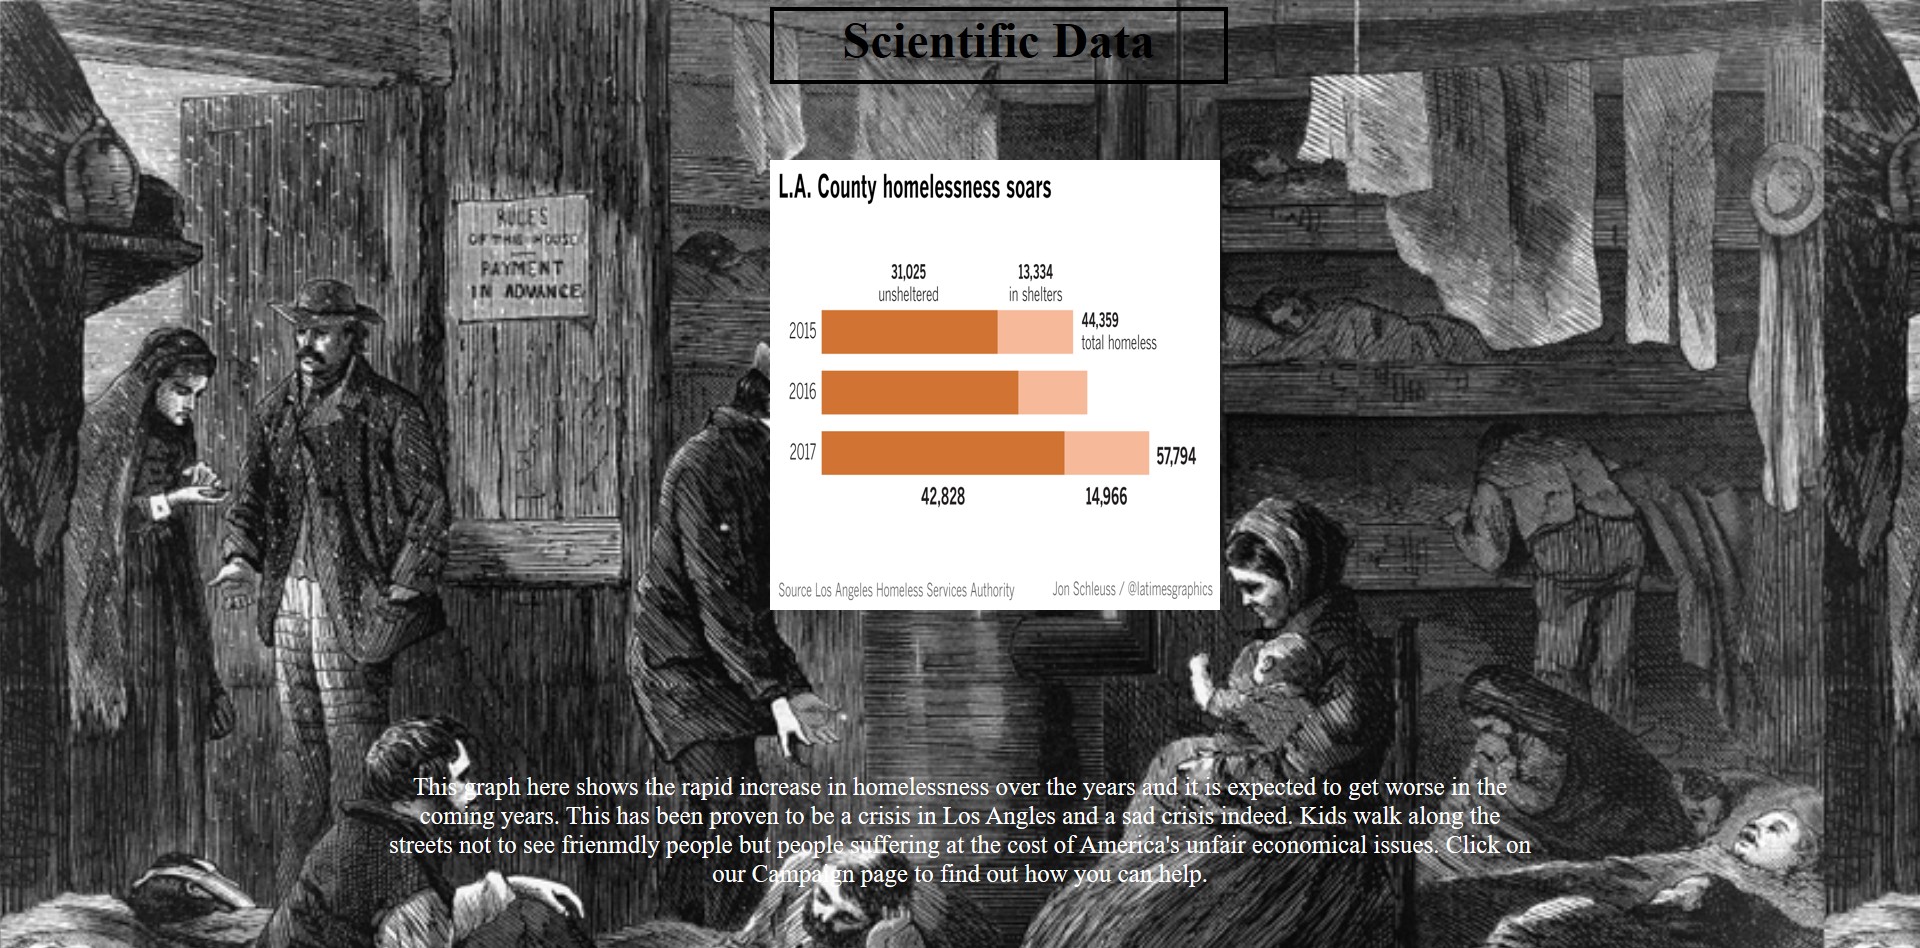 Scientific Data
RULES
OF THE HOUSE
PAYMENT
IN ADVANCE
L.A. County homelessness soars
31,025 13,334
unsheltered in shelters
2015 44,359
total homeless
2016
2017 57,794
42,828 14,966
Source Los Angeles Homeless Services Authority Jon Schleuss / @latimesgraphics
This graph here shows the rapid increase in homelessness over the years and it is expected to get worse in the
coming years. This has been proven to be a crisis in Los Angles and a sad crisis indeed. Kids walk along the
streets not to see frienmdly people but people suffering at the cost of America's unfair economical issues. Click on
our Campaign page to find out how you can help.